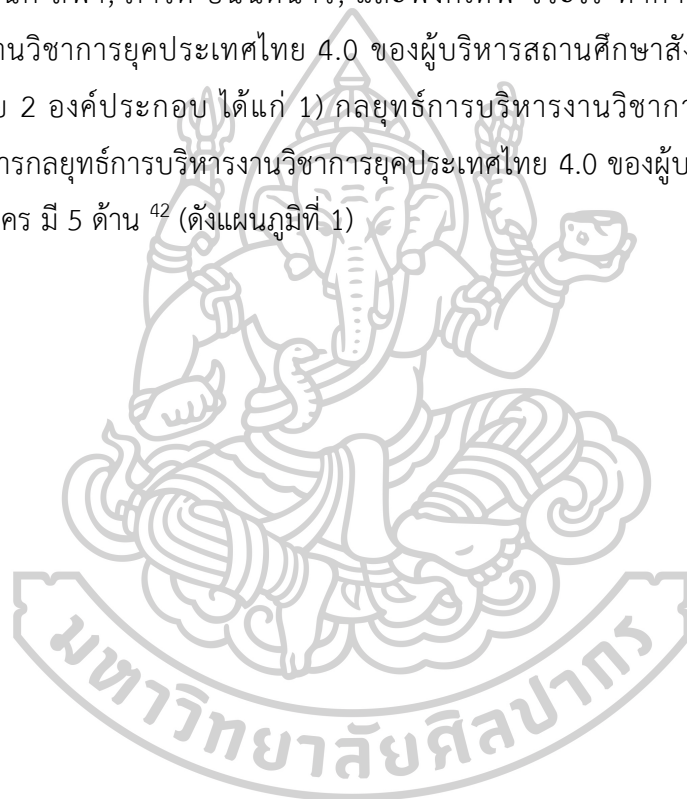 านวิชาการยุคประเทศไทย 4.0 ของผู้บริหารสถานศึกษาสัง
บ 2 องค์ประกอบ ได้แก่ 1) กลยุทธ์การบริหารงานวิชากา
ารกลยุทธ์การบริหารงานวิชาการยุคประเทศไทย 4.0 ของผู้บ
คร มี 5 ด้าน 42 (ดังแผนภูมิที่ 1)
มหาวิทยาลัยศิลปากร